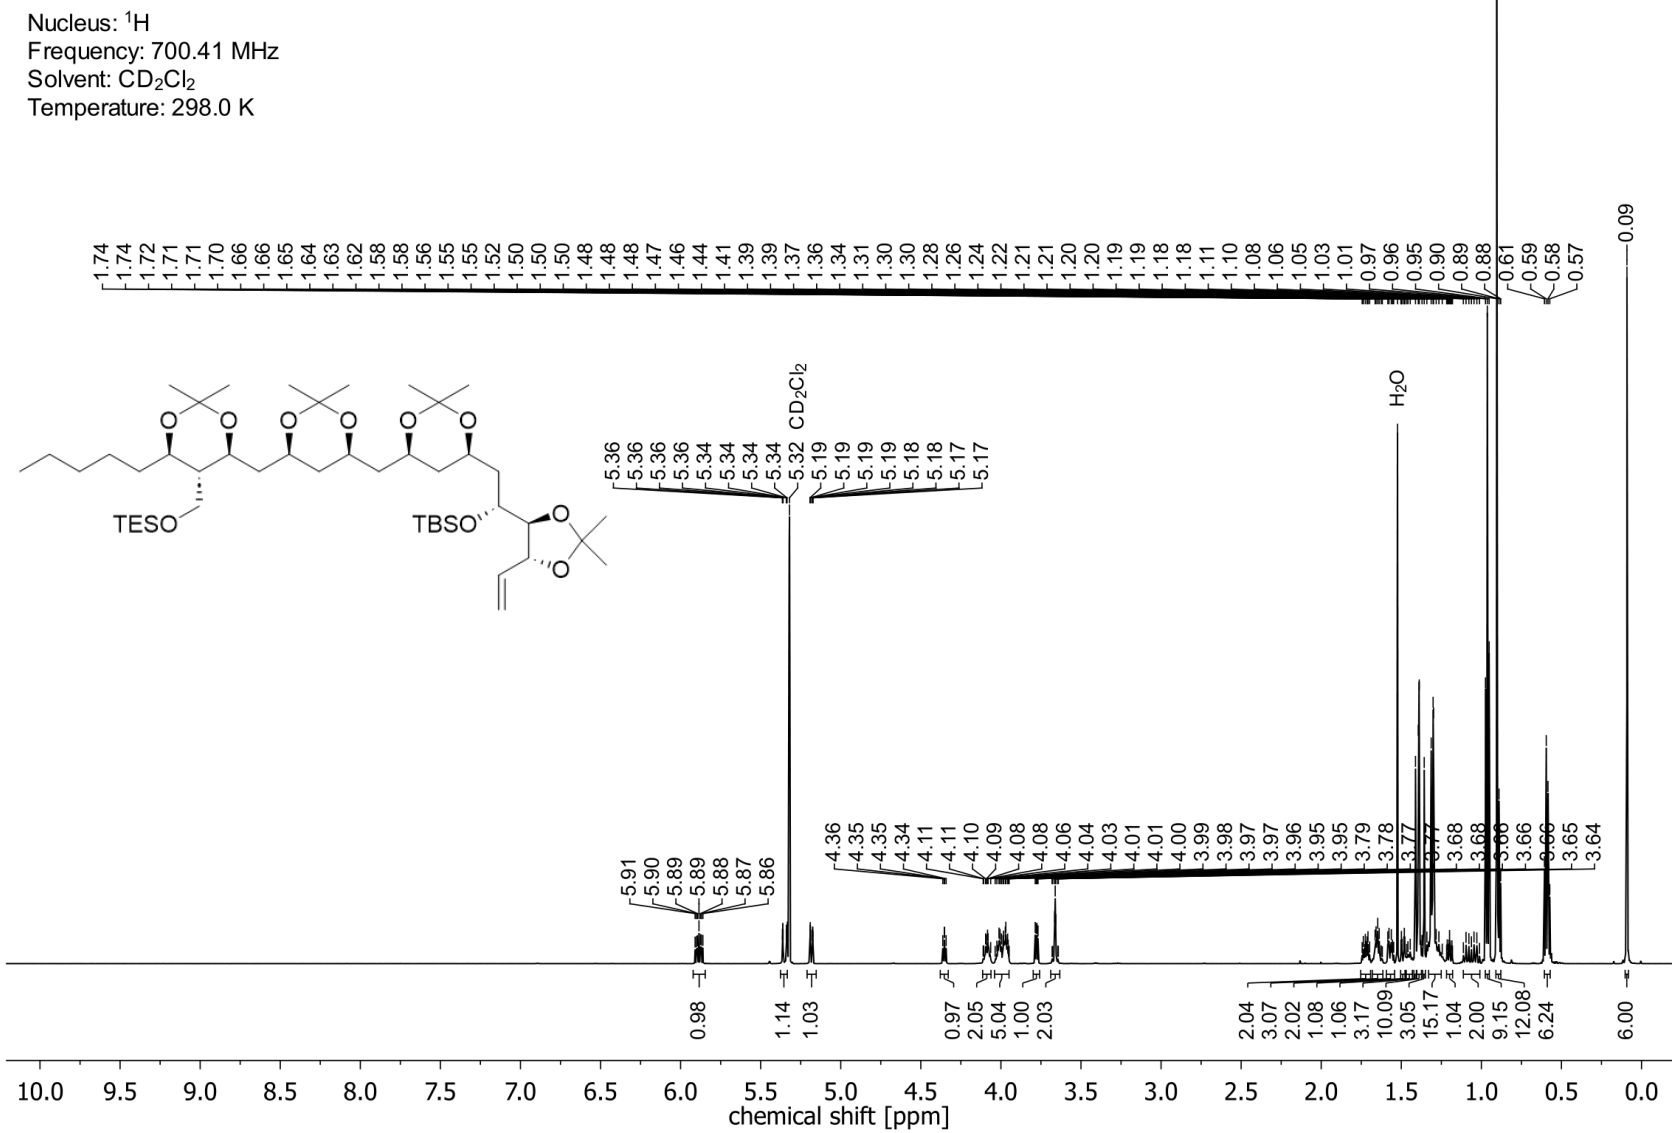 Nucleus: ¹H
Frequency: 700.41 MHz
Solvent: CD₂Cl₂
Temperature: 298.0 K
1.74 1.74 1.72 1.71 1.71 1.70 1.66 1.66 1.65 1.64 1.63 1.62 1.58 1.58 1.56 1.55 1.55 1.52 1.50 1.50 1.50 1.48 1.48 1.48 1.47 1.46 1.44 1.41 1.39 1.39 1.37 1.36 1.34 1.31 1.30 1.30 1.28 1.26 1.24 1.22 1.21 1.21 1.20 1.20 1.19 1.19 1.18 1.18 1.11 1.10 1.08 1.06 1.05 1.03 1.01 0.97 0.96 0.95 0.90 0.89 0.88 0.61 0.59 0.58 0.57 0.09
O O O O O O
TESO
TBSO
O
O
H₂O
5.36 5.36 5.36 5.36 5.34 5.34 5.34 5.34 5.32 CD₂Cl₂ 5.19 5.19 5.19 5.19 5.18 5.18 5.17 5.17
5.91 5.90 5.89 5.89 5.88 5.87 5.86
4.36 4.35 4.35 4.34 4.11 4.11 4.10 4.09 4.08 4.08 4.06 4.04 4.03 4.01 4.01 4.00 3.99 3.98 3.97 3.97 3.96 3.95 3.95 3.79 3.78 3.77 3.77 3.68 3.68 3.66 3.66 3.66 3.65 3.64
0.98 1.14 1.03 0.97 2.05 5.04 1.00 2.03 2.04 3.07 2.02 1.08 1.06 3.17 10.09 3.05 15.17 1.04 2.00 9.15 12.08 6.24 6.00
10.0 9.5 9.0 8.5 8.0 7.5 7.0 6.5 6.0 5.5 5.0 4.5 4.0 3.5 3.0 2.5 2.0 1.5 1.0 0.5 0.0
chemical shift [ppm]